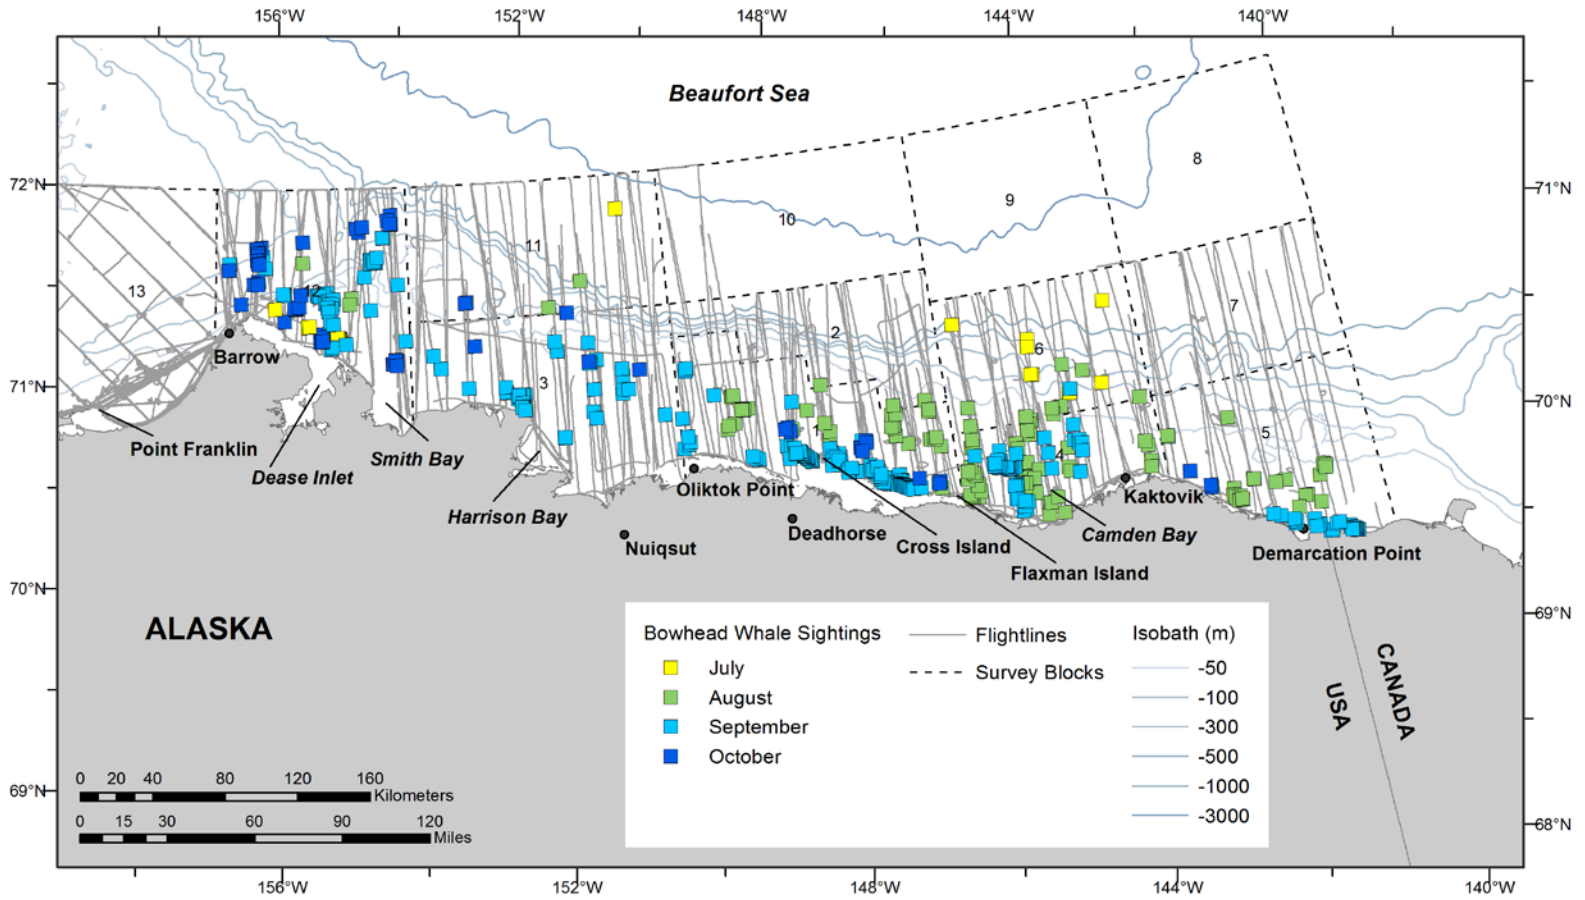 156°W 152°W 148°W 144°W 140°W
Beaufort Sea
8
72°N 71°N
9
10
11
13
12
7
2
6
Barrow
71°N 70°N
3
1
5
4
Point Franklin
Smith Bay
Dease Inlet
Oliktok Point
Kaktovik
Harrison Bay
Deadhorse
Camden Bay
Nuiqsut
Cross Island
Demarcation Point
Flaxman Island
70°N 69°N
ALASKA
Bowhead Whale Sightings
July
August
September
October
Flightlines
Survey Blocks
Isobath (m)
-50
-100
-300
-500
-1000
-3000
USA
CANADA
0 20 40 80 120 160
Kilometers
69°N 68°N
0 15 30 60 90 120
Miles
156°W 152°W 148°W 144°W 140°W